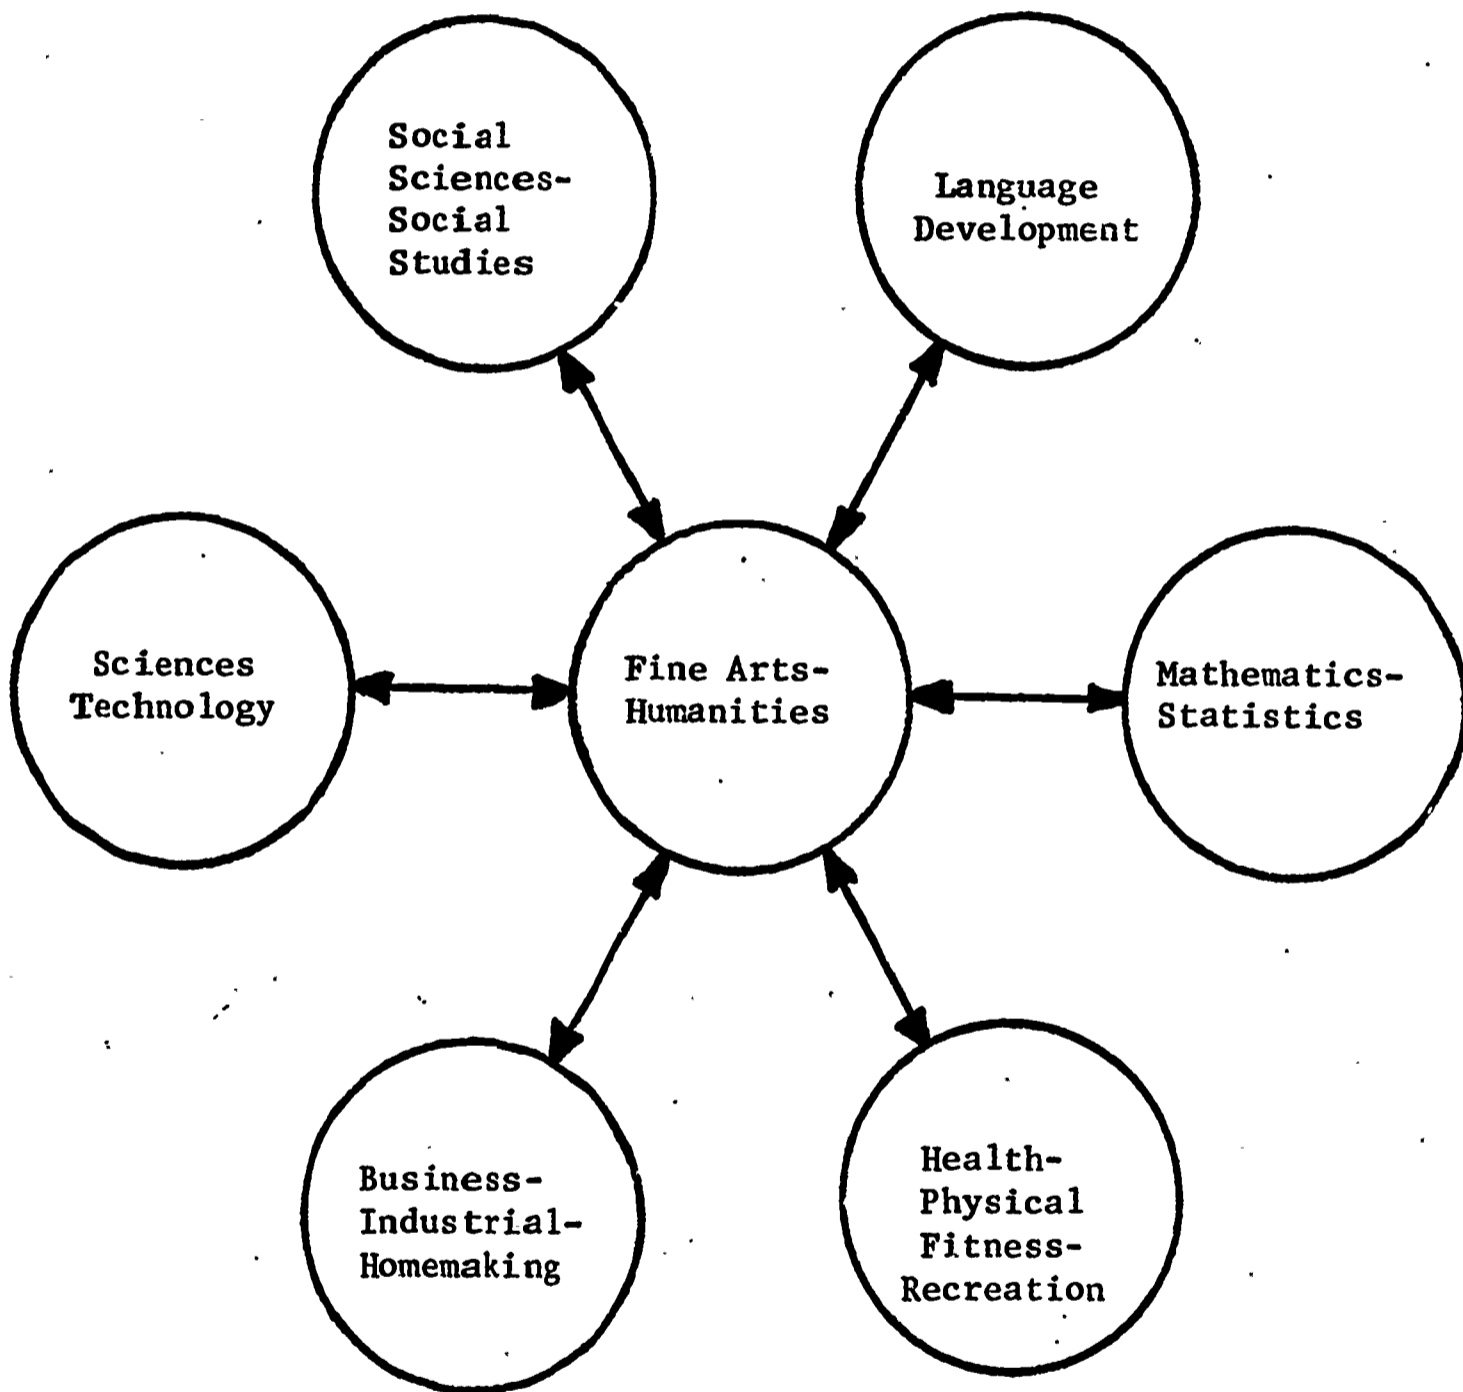 Social
Sciences-
Social
Studies
Language
Development
Sciences
Technology
Fine Arts-
Humanities
Mathematics-
Statistics
Business-
Industrial-
Homemaking
Health-
Physical
Fitness-
Recreation